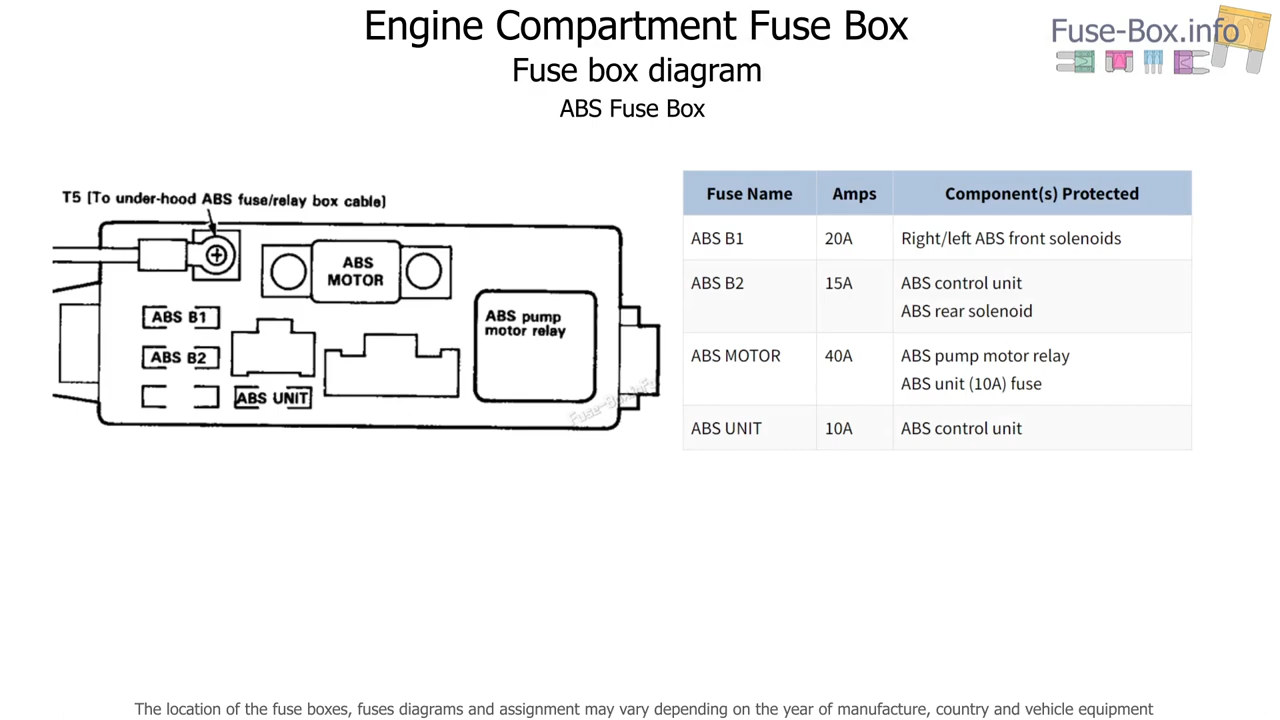 Engine Compartment Fuse Box
Fuse box diagram
ABS Fuse Box
Fuse-Box.info
T5 [To under-hood ABS fuse/relay box cable]
ABS
MOTOR
ABS B1
ABS B2
ABS UNIT
ABS pump
motor relay
Fuse-Box.info
Fuse Name Amps Component(s) Protected
ABS B1 20A Right/left ABS front solenoids
ABS B2 15A ABS control unit
ABS rear solenoid
ABS MOTOR 40A ABS pump motor relay
ABS unit (10A) fuse
ABS UNIT 10A ABS control unit
The location of the fuse boxes, fuses diagrams and assignment may vary depending on the year of manufacture, country and vehicle equipment